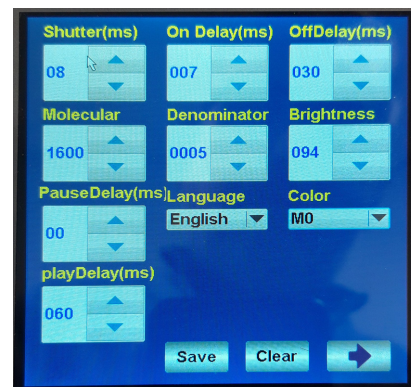 Shutter(ms) On Delay(ms) OffDelay(ms)
08 007 030
Molecular Denominator Brightness
1600 0005 094
PauseDelay(ms) Language Color
00 English M0
playDelay(ms)
060
Save Clear